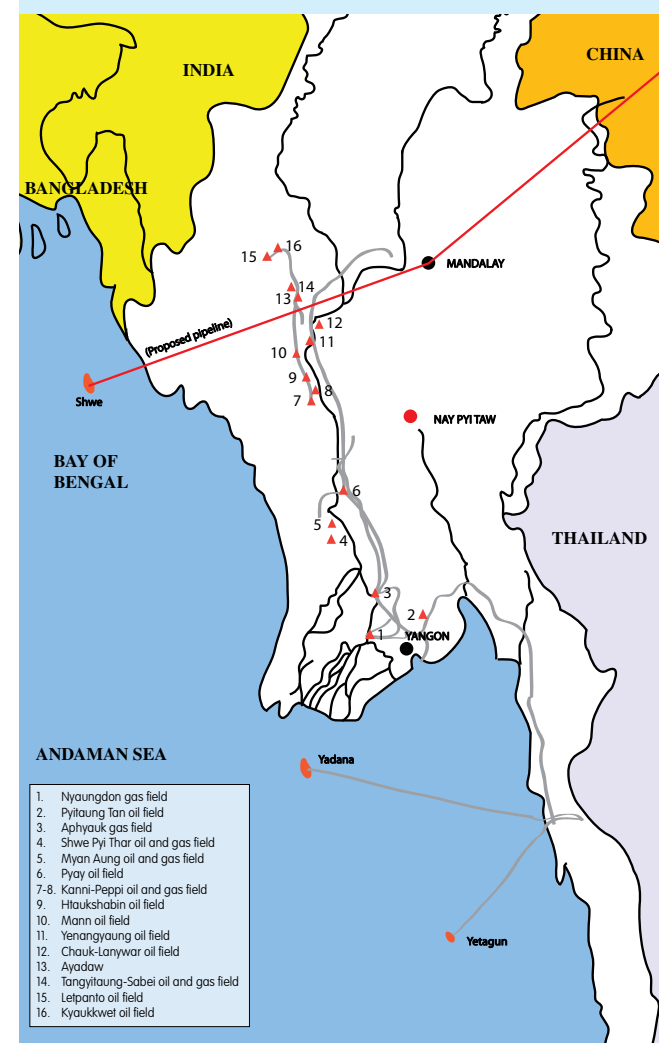 INDIA
CHINA
BANGLADESH
16
15
MANDALAY
14
13
(Proposed pipeline)
12
11
10
9
8
7
Shwe
NAY PYI TAW
BAY OF
BENGAL
6
5
4
THAILAND
3
2
1
YANGON
ANDAMAN SEA
Yadana
Yetagun
1. Nyaungdon gas field
2. Pyitaung Tan oil field
3. Aphyauk gas field
4. Shwe Pyi Thar oil and gas field
5. Myan Aung oil and gas field
6. Pyay oil field
7-8. Kanni-Peppi oil and gas field
9. Htaukshabin oil field
10. Mann oil field
11. Yenangyaung oil field
12. Chauk-Lanywar oil field
13. Ayadaw
14. Tangyitaung-Sabei oil and gas field
15. Letpanto oil field
16. Kyaukkwet oil field